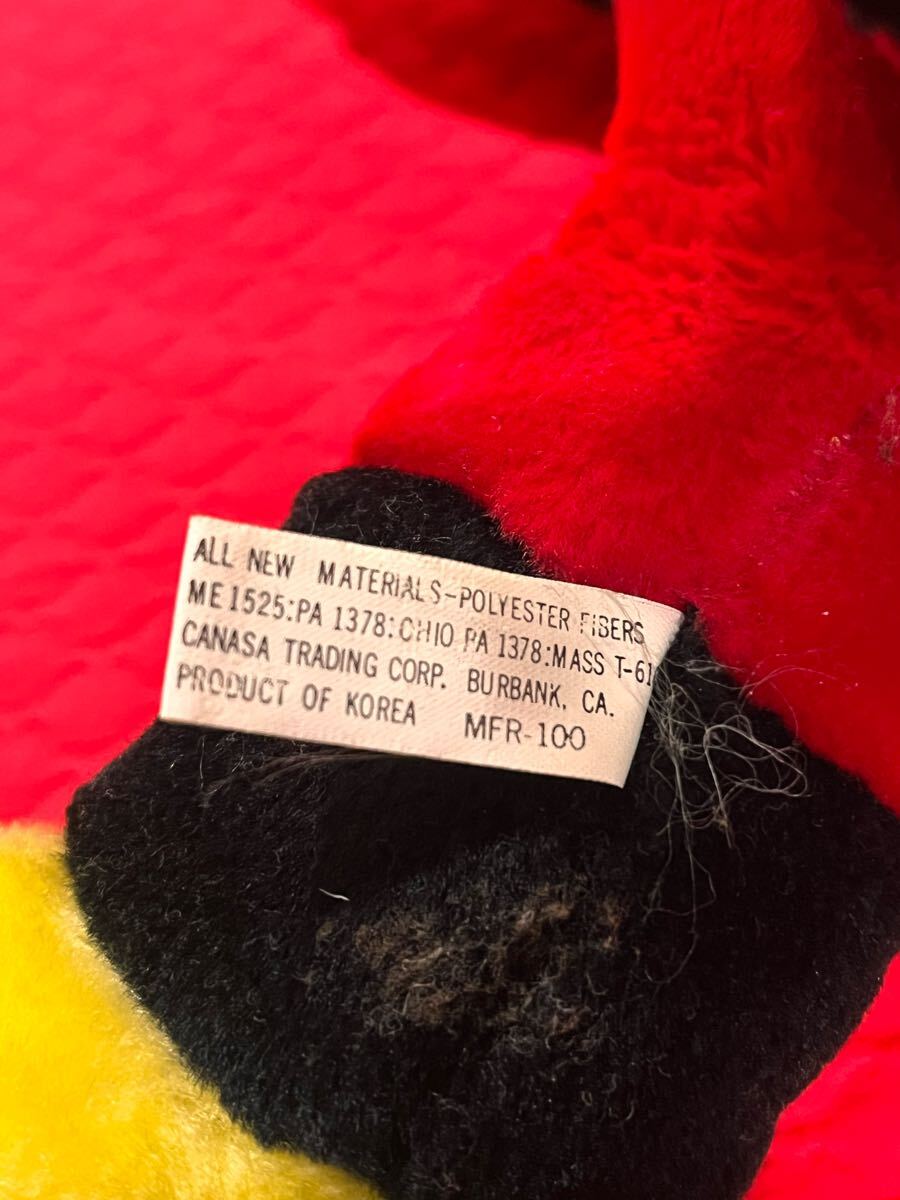 ALL NEW MATERIALS-POLYESTER FIBERS
ME 1525:PA 1378:OHIO PA 1378:MASS T-61
CANASA TRADING CORP. BURBANK, CA.
PRODUCT OF KOREA MFR-100